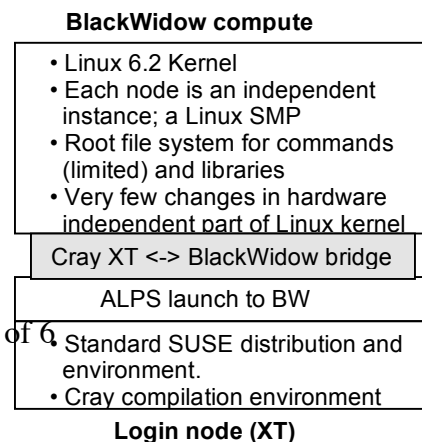 BlackWidow compute
• Linux 6.2 Kernel
• Each node is an independent
instance; a Linux SMP
• Root file system for commands
(limited) and libraries
• Very few changes in hardware
independent part of Linux kernel
Cray XT <-> BlackWidow bridge
ALPS launch to BW
of 6
• Standard SUSE distribution and
environment.
• Cray compilation environment
Login node (XT)